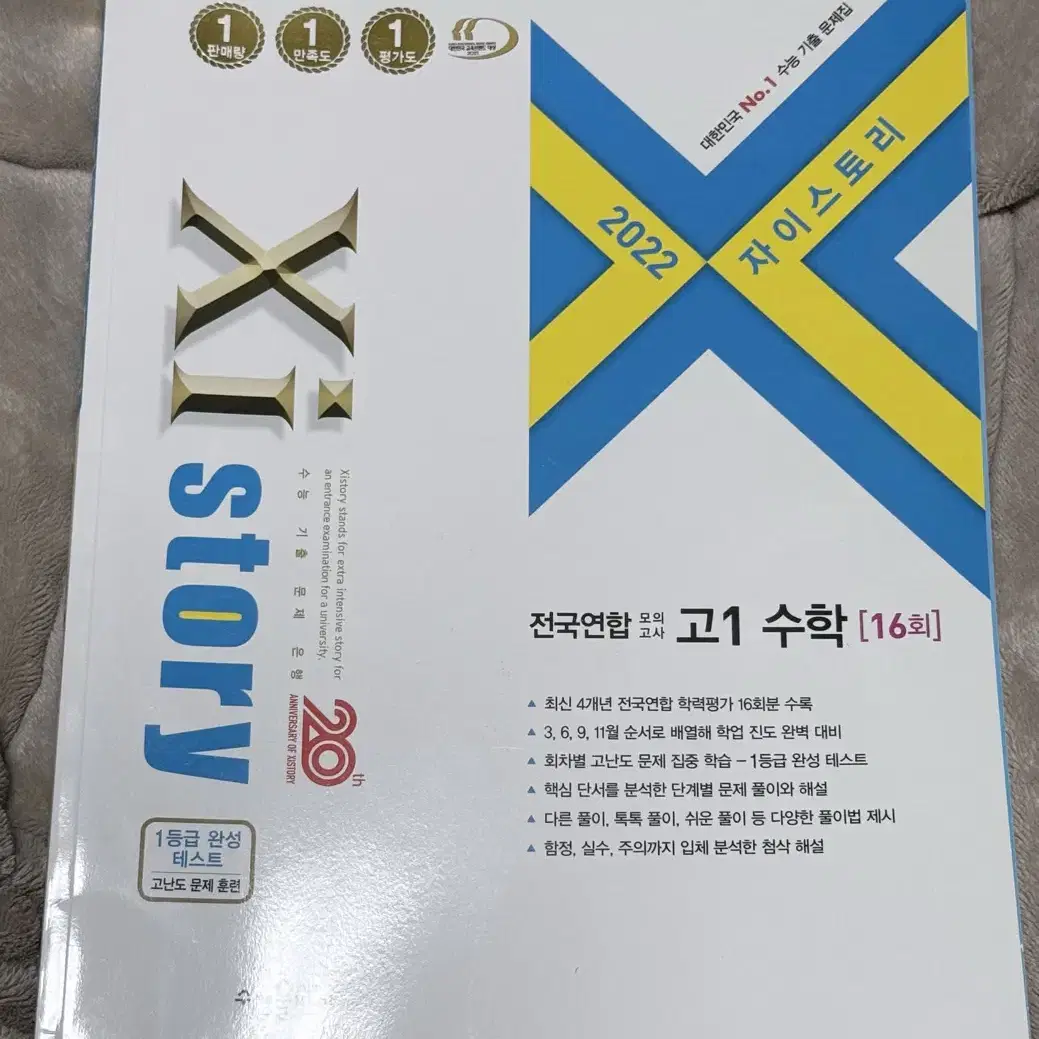 1
판매량
1
만족도
1
평가도
대한민국 No.1 수능 기출 문제집
2022 자이스토리
Xi story
Xistory stands for extra intensive story for
an entrance examination for a university.
수능 기출 문제 은행
20th
ANNIVERSARY OF XISTORY
전국연합 모의고사 고1 수학 [16회]
▲ 최신 4개년 전국연합 학력평가 16회분 수록
▲ 3, 6, 9, 11월 순서로 배열해 학업 진도 완벽 대비
▲ 회차별 고난도 문제 집중 학습 – 1등급 완성 테스트
▲ 핵심 단서를 분석한 단계별 문제 풀이와 해설
▲ 다른 풀이, 톡톡 풀이, 쉬운 풀이 등 다양한 풀이법 제시
▲ 함정, 실수, 주의까지 입체 분석한 첨삭 해설
1등급 완성
테스트
고난도 문제 훈련